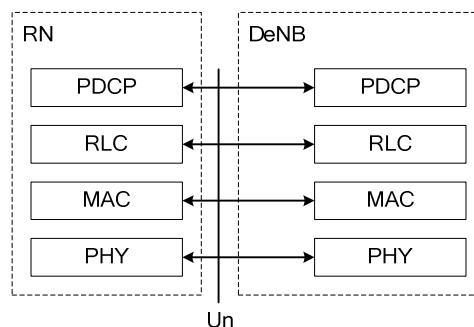 RN DeNB
PDCP PDCP
RLC RLC
MAC MAC
PHY PHY
Un